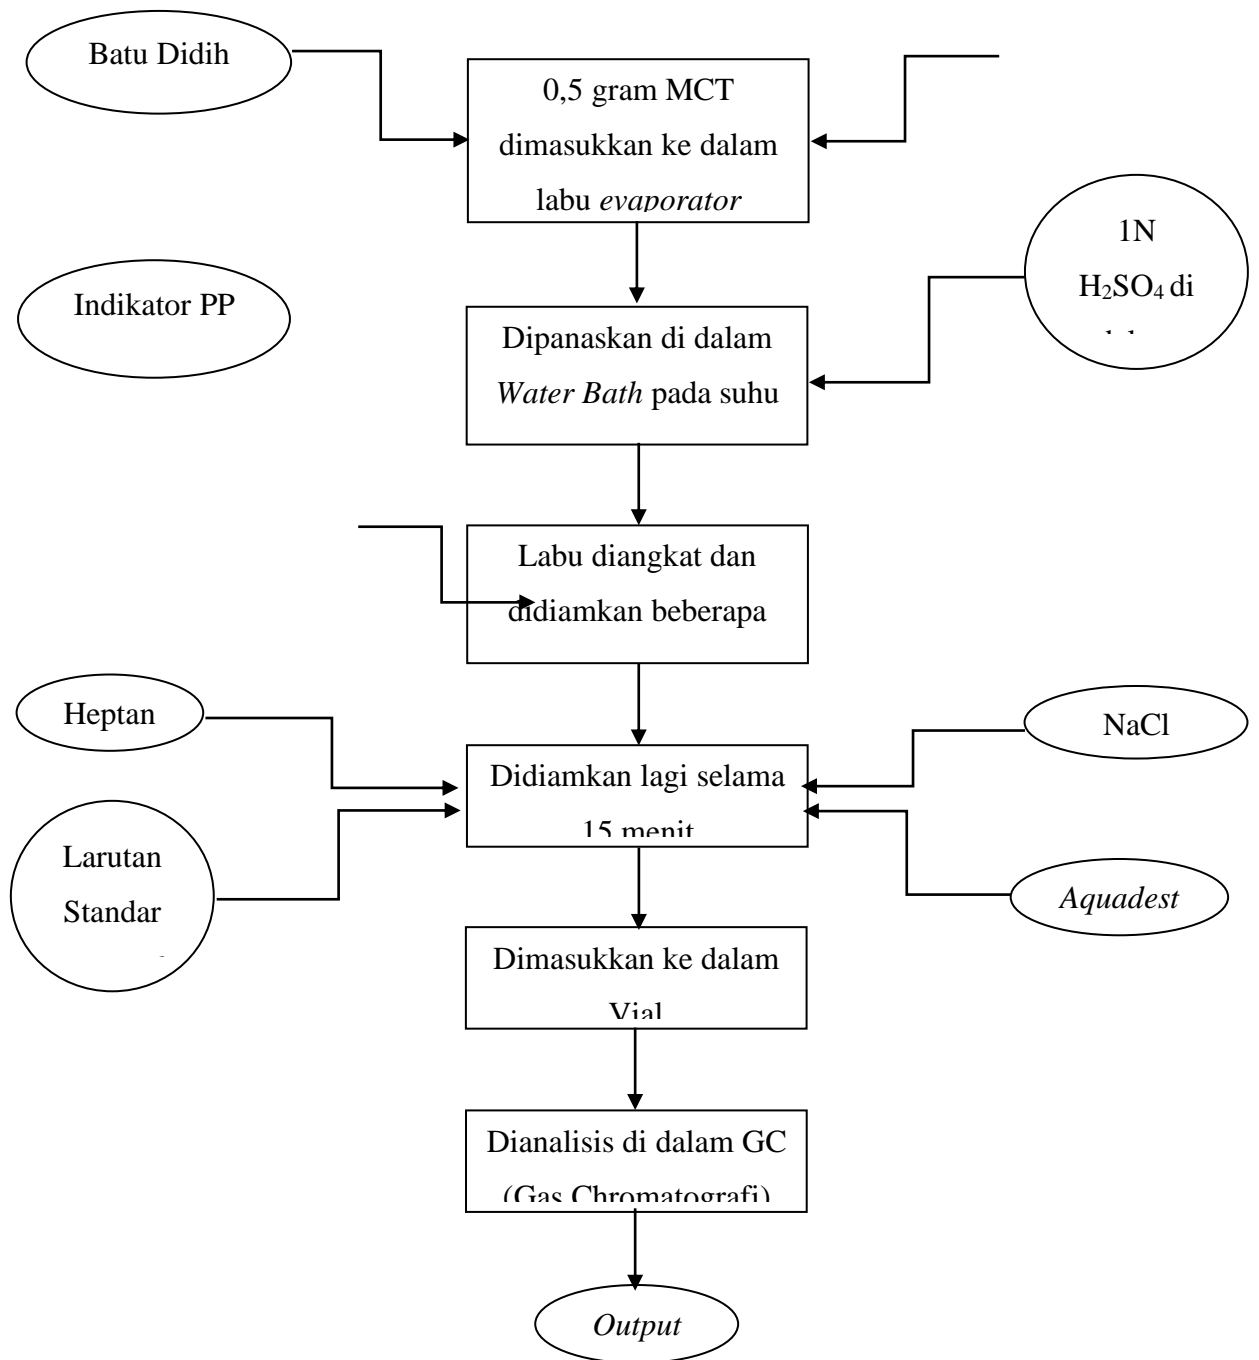 Batu Didih
0,5 gram MCT
dimasukkan ke dalam
labu evaporator
1N
H₂SO₄ di
Indikator PP
Dipanaskan di dalam
Water Bath pada suhu
Labu diangkat dan
didiamkan beberapa
Heptan
NaCl
Didiamkan lagi selama
15 menit
Larutan
Standar
Aquadest
Dimasukkan ke dalam
Vial
Dianalisis di dalam GC
(Gas Chromatografi)
Output